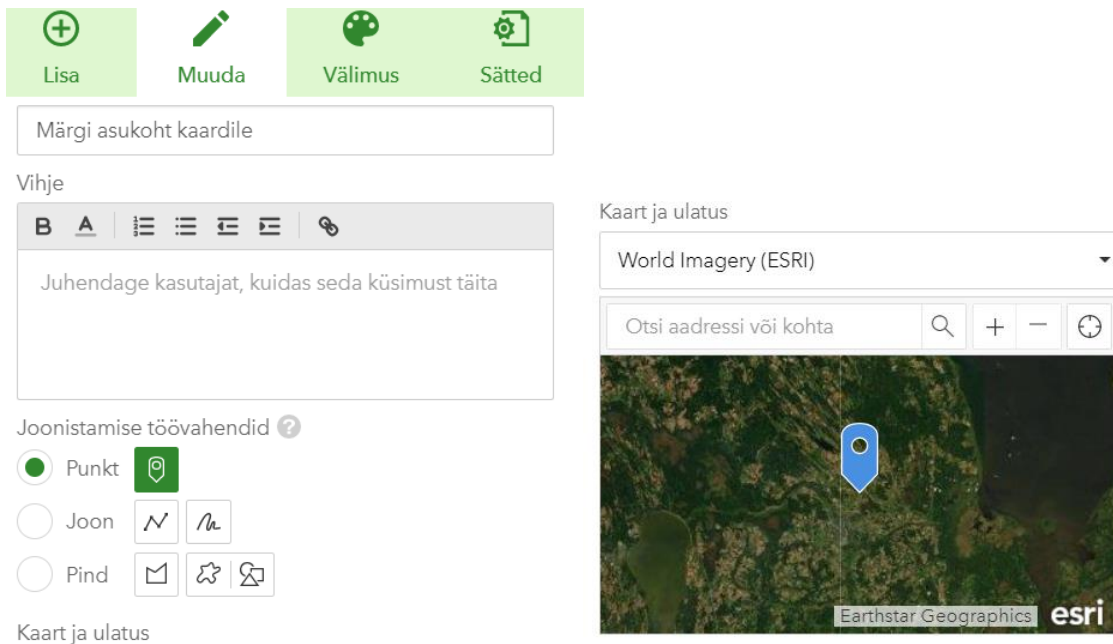 Lisa
Muuda
Välimus
Sätted
Märgi asukoht kaardile
Vihje
B A
Juhendage kasutajat, kuidas seda küsimust täita
Joonistamise töövahendid ?
Punkt
Joon
Pind
Kaart ja ulatus
Kaart ja ulatus
World Imagery (ESRI)
Otsi aadressi või kohta
Earthstar Geographics esri